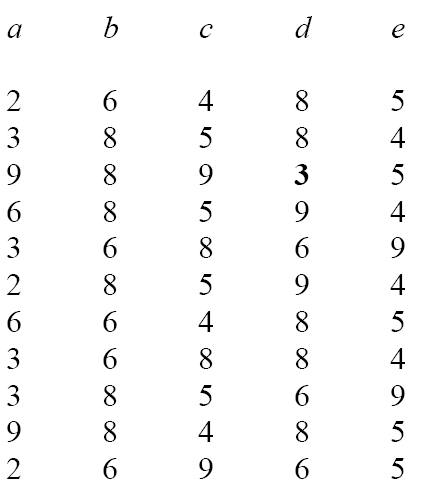 a b c d e
2 6 4 8 5
3 8 5 8 4
9 8 9 3 5
6 8 5 9 4
3 6 8 6 9
2 8 5 9 4
6 6 4 8 5
3 6 8 8 4
3 8 5 6 9
9 8 4 8 5
2 6 9 6 5